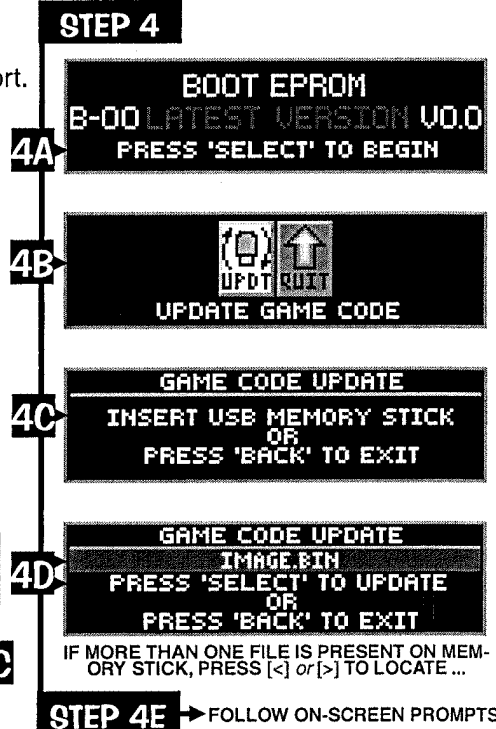 STEP 4
rt.
BOOT EPROM
B-00 LATEST VERSION V0.0
4A
PRESS 'SELECT' TO BEGIN
4B
UPDT QUIT
UPDATE GAME CODE
GAME CODE UPDATE
4C
INSERT USB MEMORY STICK
OR
PRESS 'BACK' TO EXIT
GAME CODE UPDATE
IMAGE.BIN
4D
PRESS 'SELECT' TO UPDATE
OR
PRESS 'BACK' TO EXIT
IF MORE THAN ONE FILE IS PRESENT ON MEM-
ORY STICK, PRESS [<] or [>] TO LOCATE ...
STEP 4E FOLLOW ON-SCREEN PROMPTS